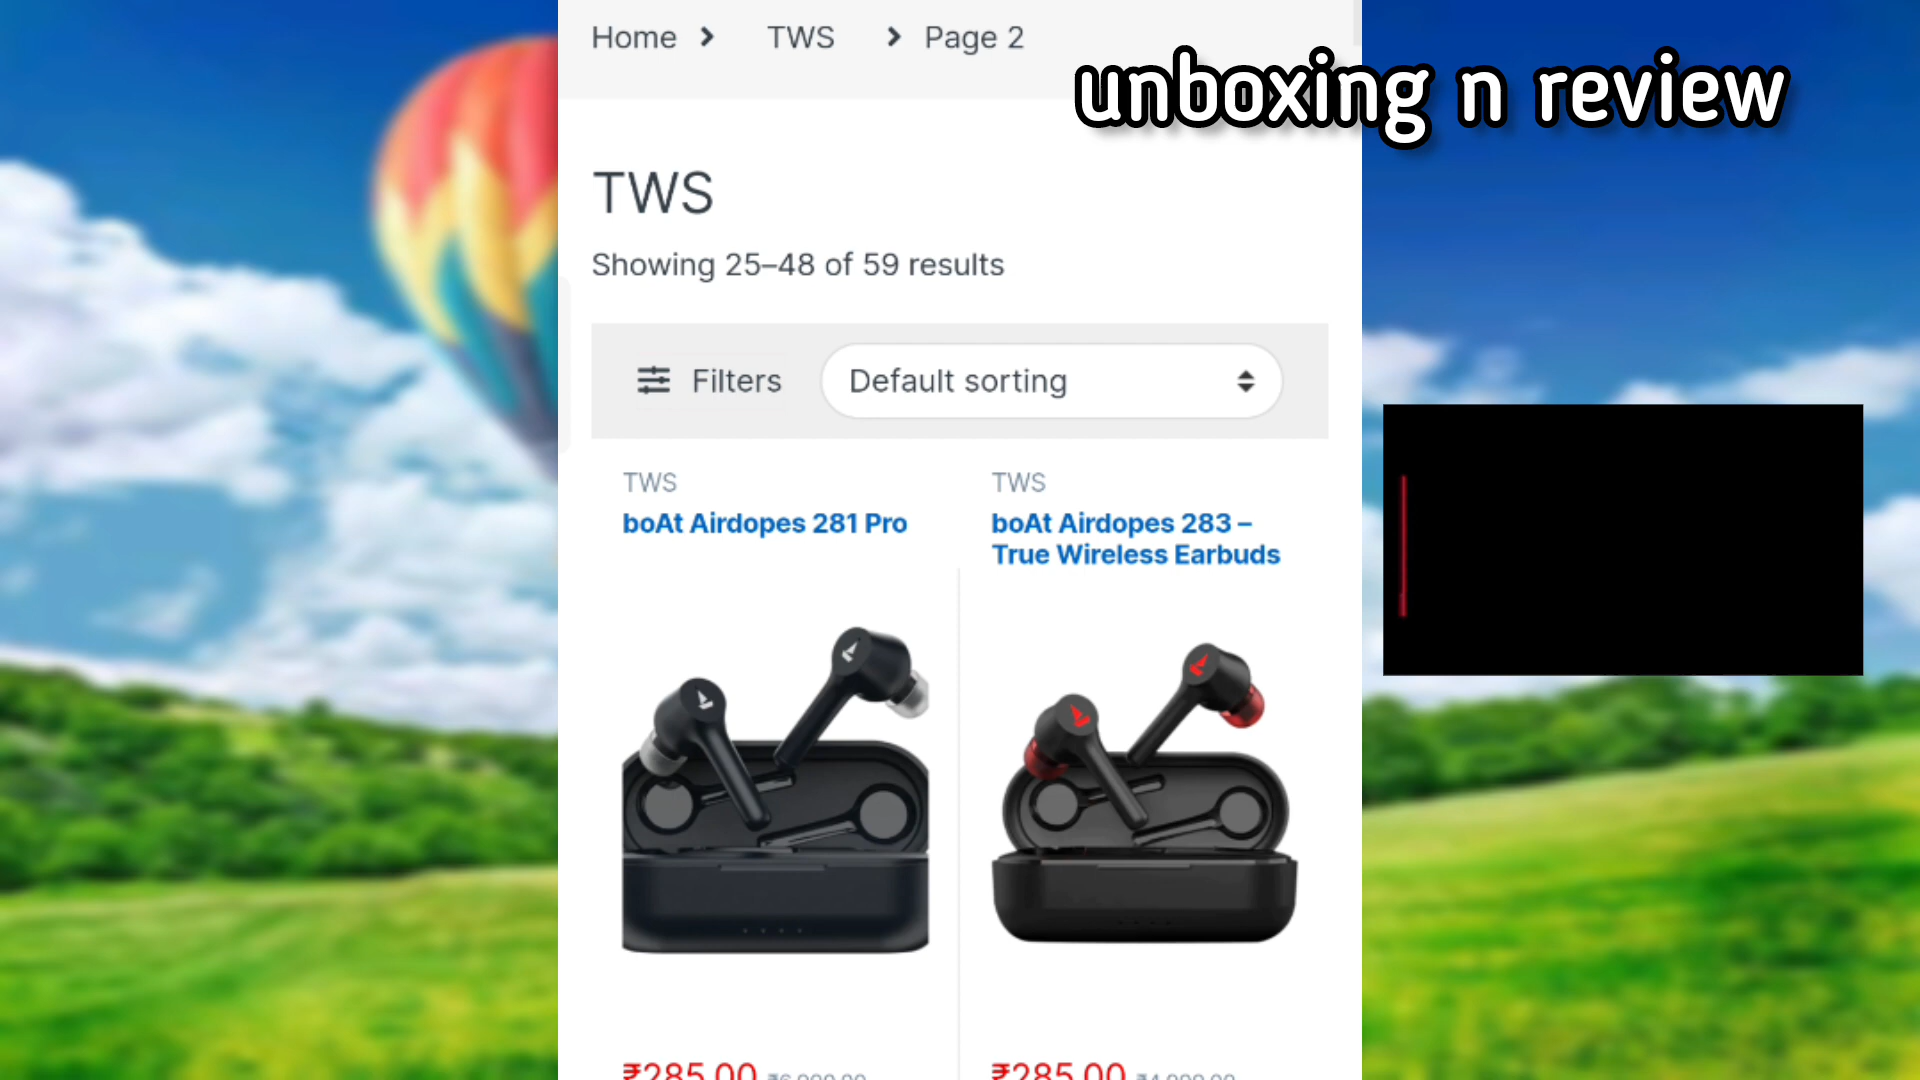 Home > TWS > Page 2
unboxing n review
TWS
Showing 25–48 of 59 results
Filters
Default sorting
TWS
boAt Airdopes 281 Pro
TWS
boAt Airdopes 283 –
True Wireless Earbuds
₹285.00
₹285.00